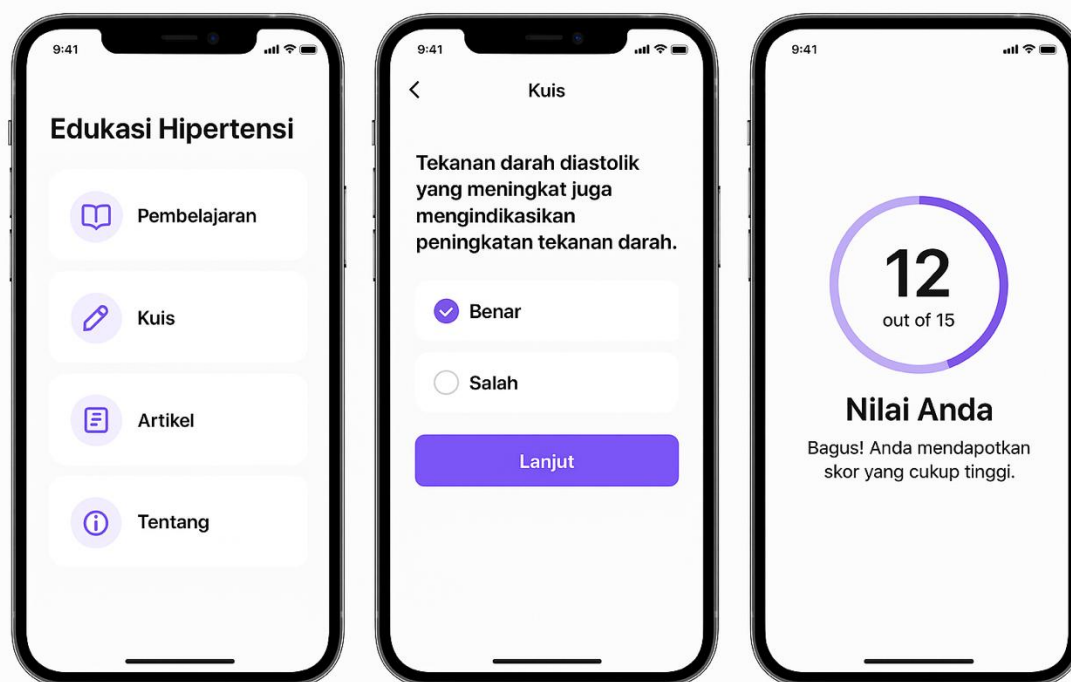 9:41
Edukasi Hipertensi
Pembelajaran
Kuis
Artikel
Tentang
9:41
Kuis
Tekanan darah diastolik
yang meningkat juga
mengindikasikan
peningkatan tekanan darah.
Benar
Salah
Lanjut
9:41
12
out of 15
Nilai Anda
Bagus! Anda mendapotkan
skor yang cukup tinggi.